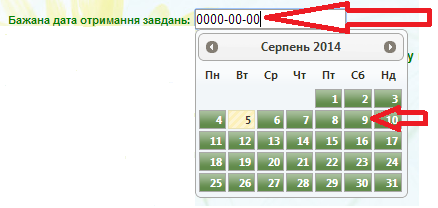 Бажана дата отримання завдань: 0000-00-00
Серпень 2014
Пн Вт Ср Чт Пт Сб Нд
1 2 3
4 5 6 7 8 9 10
11 12 13 14 15 16 17
18 19 20 21 22 23 24
25 26 27 28 29 30 31
у